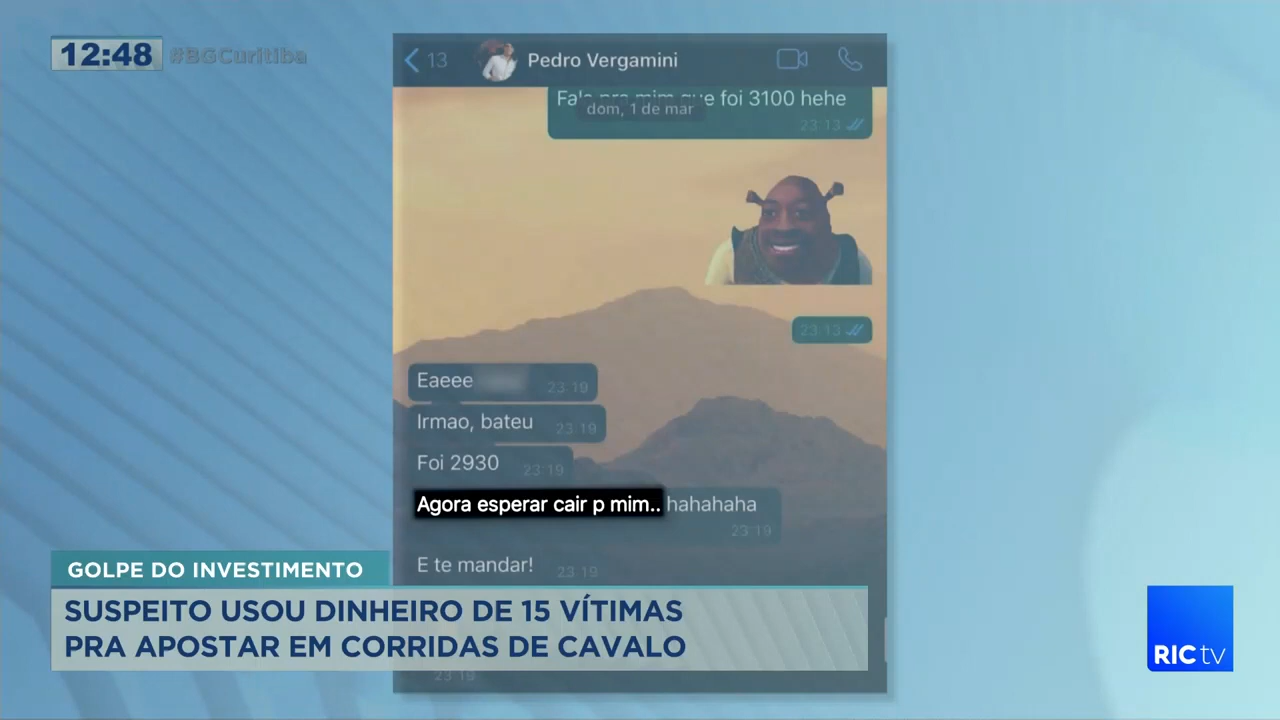 12:48 #BGCuritiba
13 Pedro Vergamini
Fala pra mim que foi 3100 hehe
dom, 1 de mar
23:13
23:13
Eaeee
23:19
Irmao, bateu
23:19
Foi 2930
23:19
Agora esperar cair p mim.. hahahaha
23:19
E te mandar!
23:19
GOLPE DO INVESTIMENTO
SUSPEITO USOU DINHEIRO DE 15 VÍTIMAS
PRA APOSTAR EM CORRIDAS DE CAVALO
23:19
RIC tv